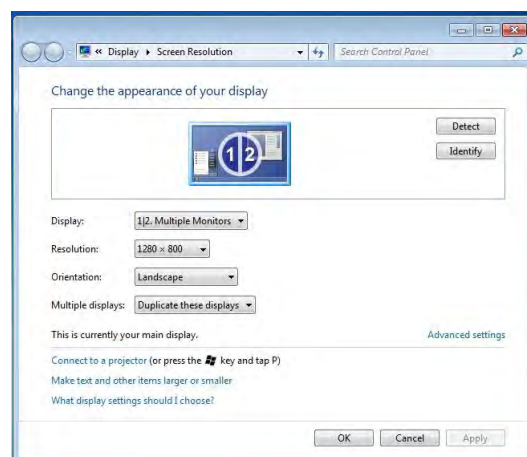 « Display ▸ Screen Resolution
Search Control Panel
Change the appearance of your display
1|2
Detect
Identify
Display: 1|2. Multiple Monitors
Resolution: 1280 × 800
Orientation: Landscape
Multiple displays: Duplicate these displays
This is currently your main display. Advanced settings
Connect to a projector (or press the key and tap P)
Make text and other items larger or smaller
What display settings should I choose?
OK Cancel Apply